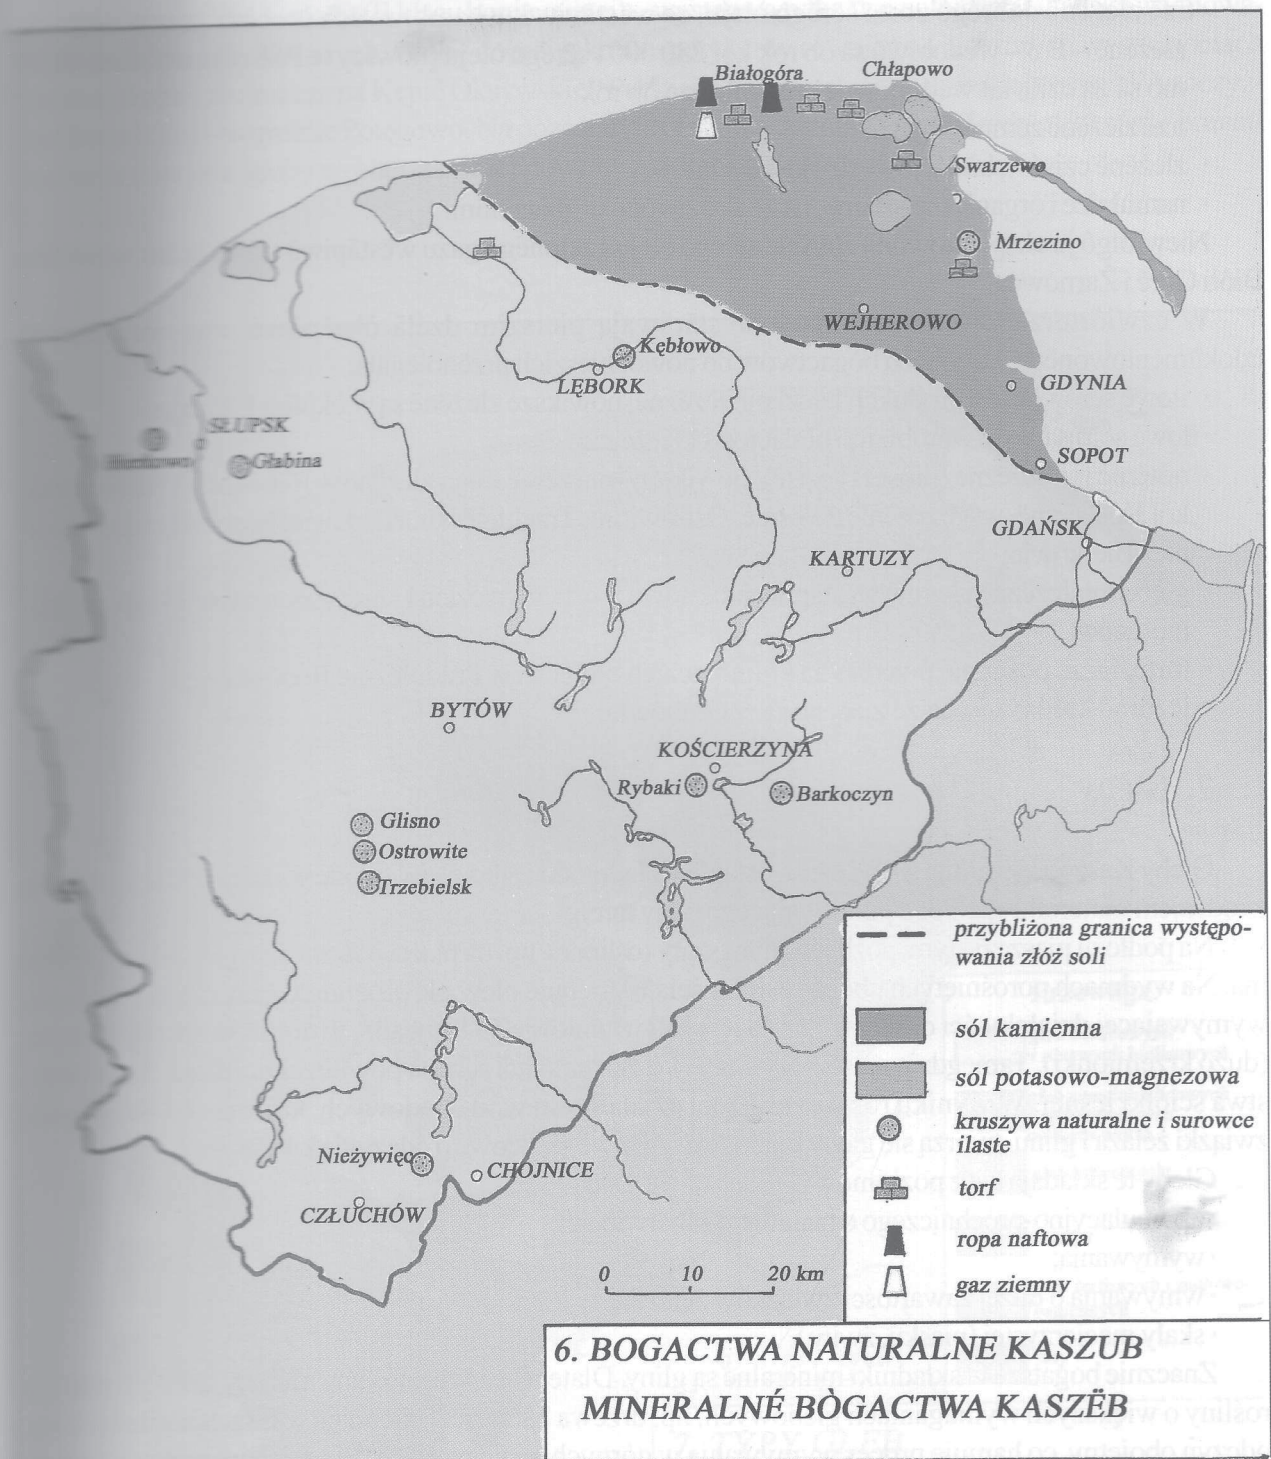 Białogóra
Chłapowo
Swarzewo
Mrzezino
WEJHEROWO
Kębłowo
LĘBORK
GDYNIA
SŁUPSK
Głabina
SOPOT
GDAŃSK
KARTUZY
BYTÓW
KOŚCIERZYNA
Rybaki
Barkoczyn
Glisno
Ostrowite
Trzebielsk
Nieżywięc
CHOJNICE
CZŁUCHÓW
0 10 20 km
przybliżona granica występo-
wania złóż soli
sól kamienna
sól potasowo-magnezowa
kruszywa naturalne i surowce
ilaste
torf
ropa naftowa
gaz ziemny
6. BOGACTWA NATURALNE KASZUB
MINERALNÉ BÒGACTWA KASZËB